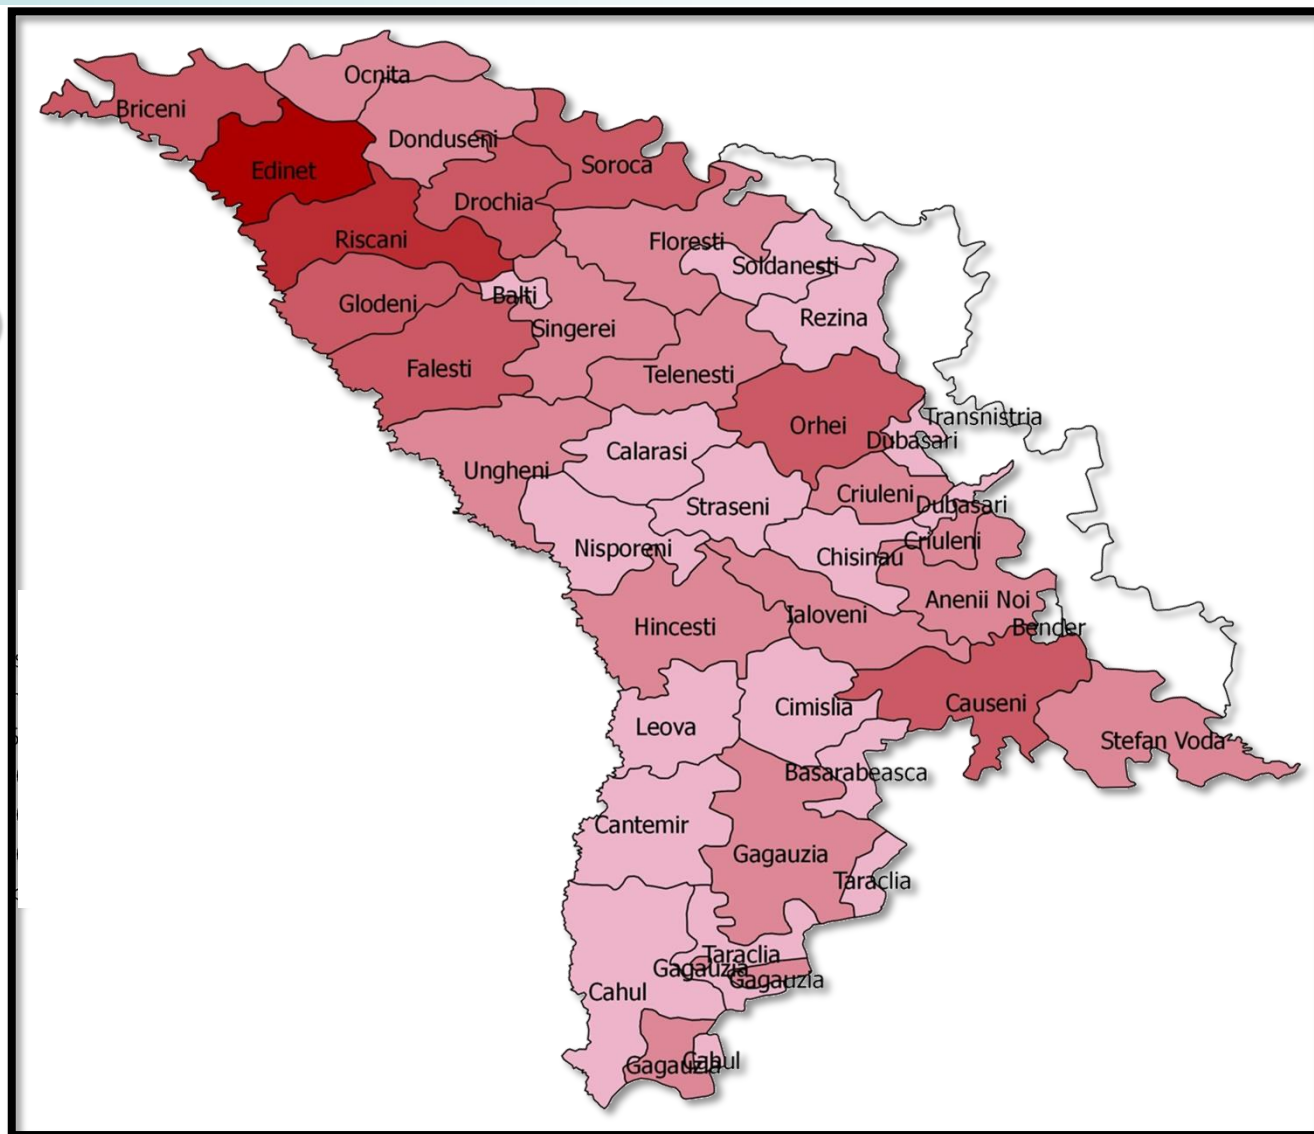 Ocnita
Briceni
Donduseni
Edinet
Soroca
Drochia
Riscani
Floresti
Soldanesti
Balti
Glodeni
Rezina
Singerei
Falesti
Telenesti
Transnistria
Orhei
Dubasari
Calarasi
Ungheni
Criuleni
Dubasari
Straseni
Criuleni
Nisporeni
Chisinau
Anenii Noi
Ialoveni
Hincesti
Bender
Causeni
Cimislia
Leova
Stefan Voda
Basarabeasca
Cantemir
Gagauzia
Taraclia
Taraclia
Gagauzia
Gagauzia
Cahul
Cahul
Gagauzia